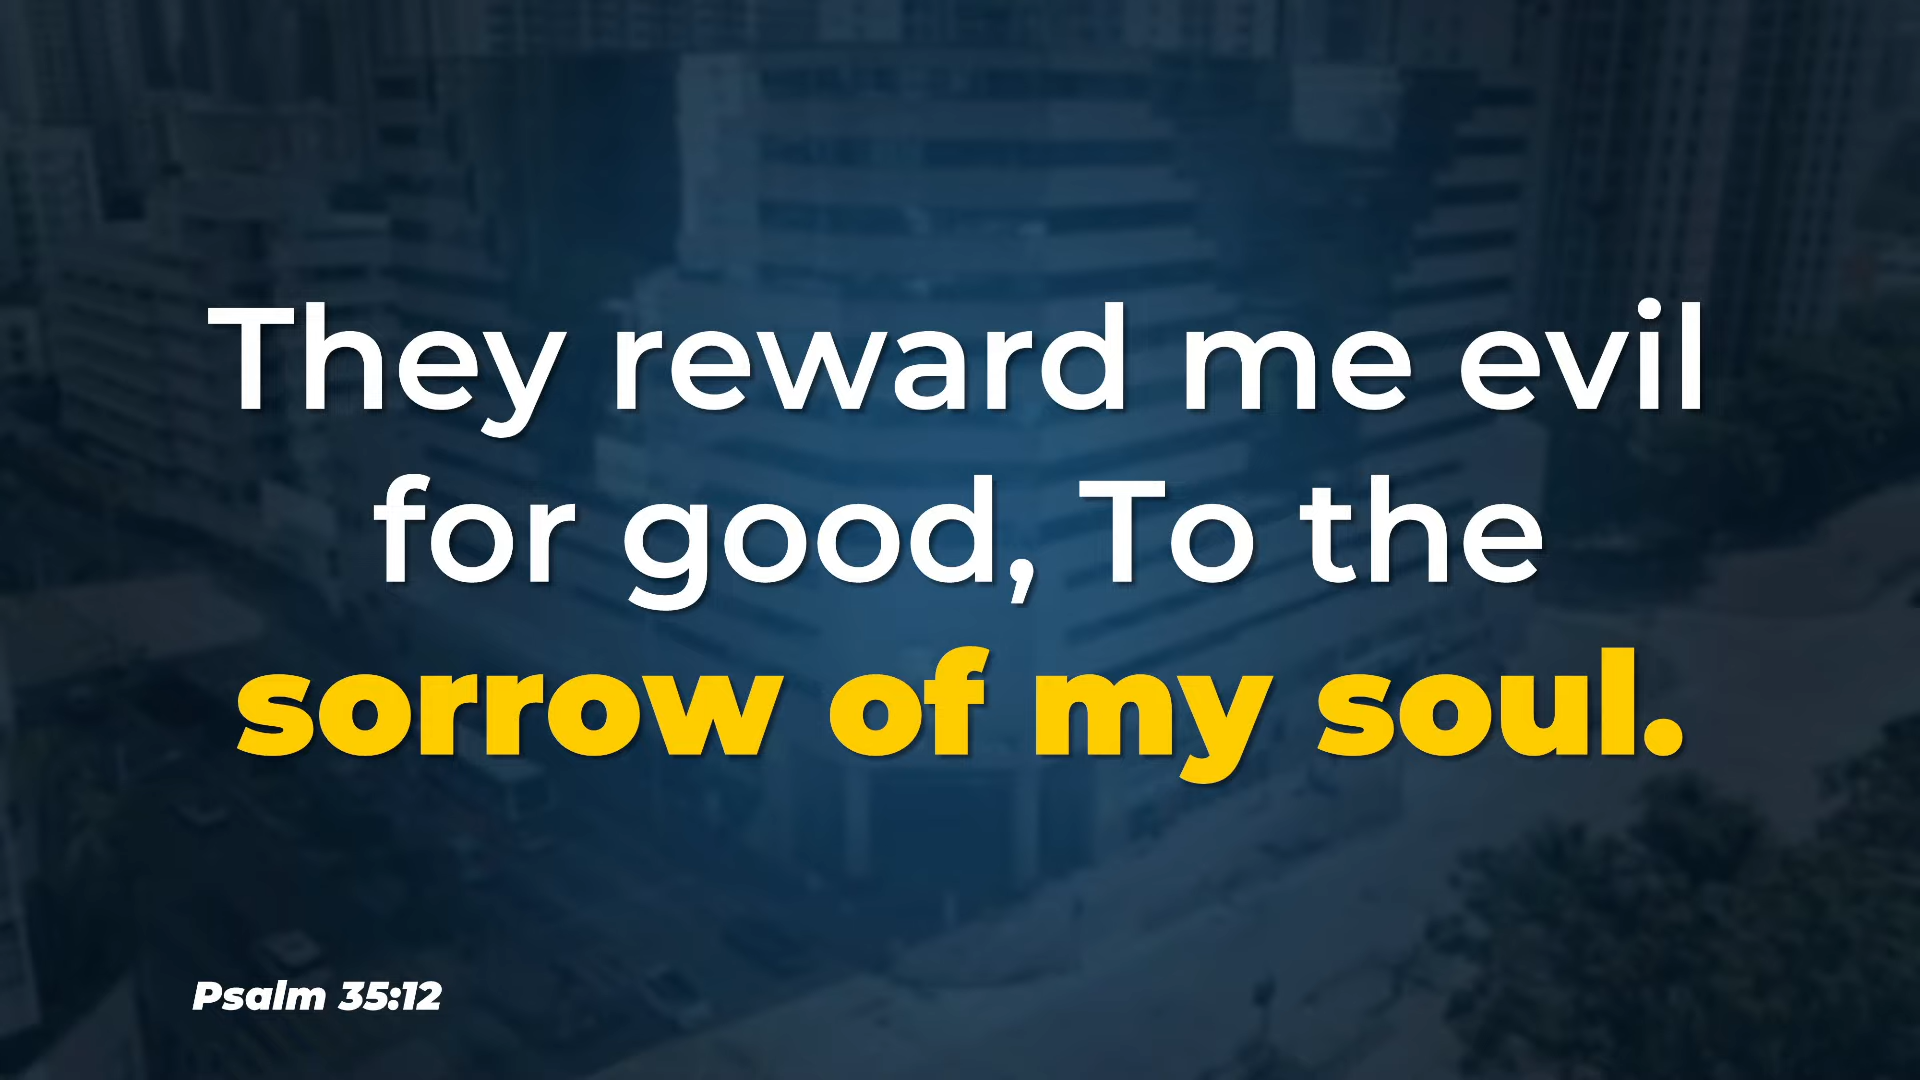 They reward me evil
for good, To the
sorrow of my soul.
Psalm 35:12